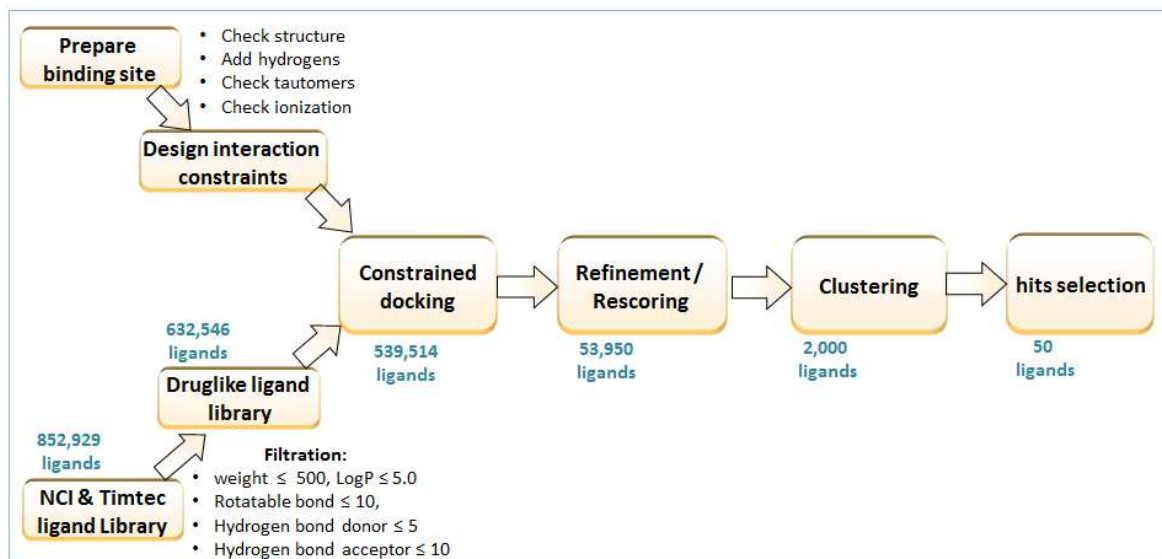 Prepare
binding site
• Check structure
• Add hydrogens
• Check tautomers
• Check ionization
Design interaction
constraints
Constrained
docking
Refinement /
Rescoring
Clustering
hits selection
632,546
ligands
539,514
ligands
53,950
ligands
2,000
ligands
50
ligands
Druglike ligand
library
852,929
ligands
NCI & Timtec
ligand Library
Filtration:
• weight ≤ 500, LogP ≤ 5.0
• Rotatable bond ≤ 10,
• Hydrogen bond donor ≤ 5
• Hydrogen bond acceptor ≤ 10